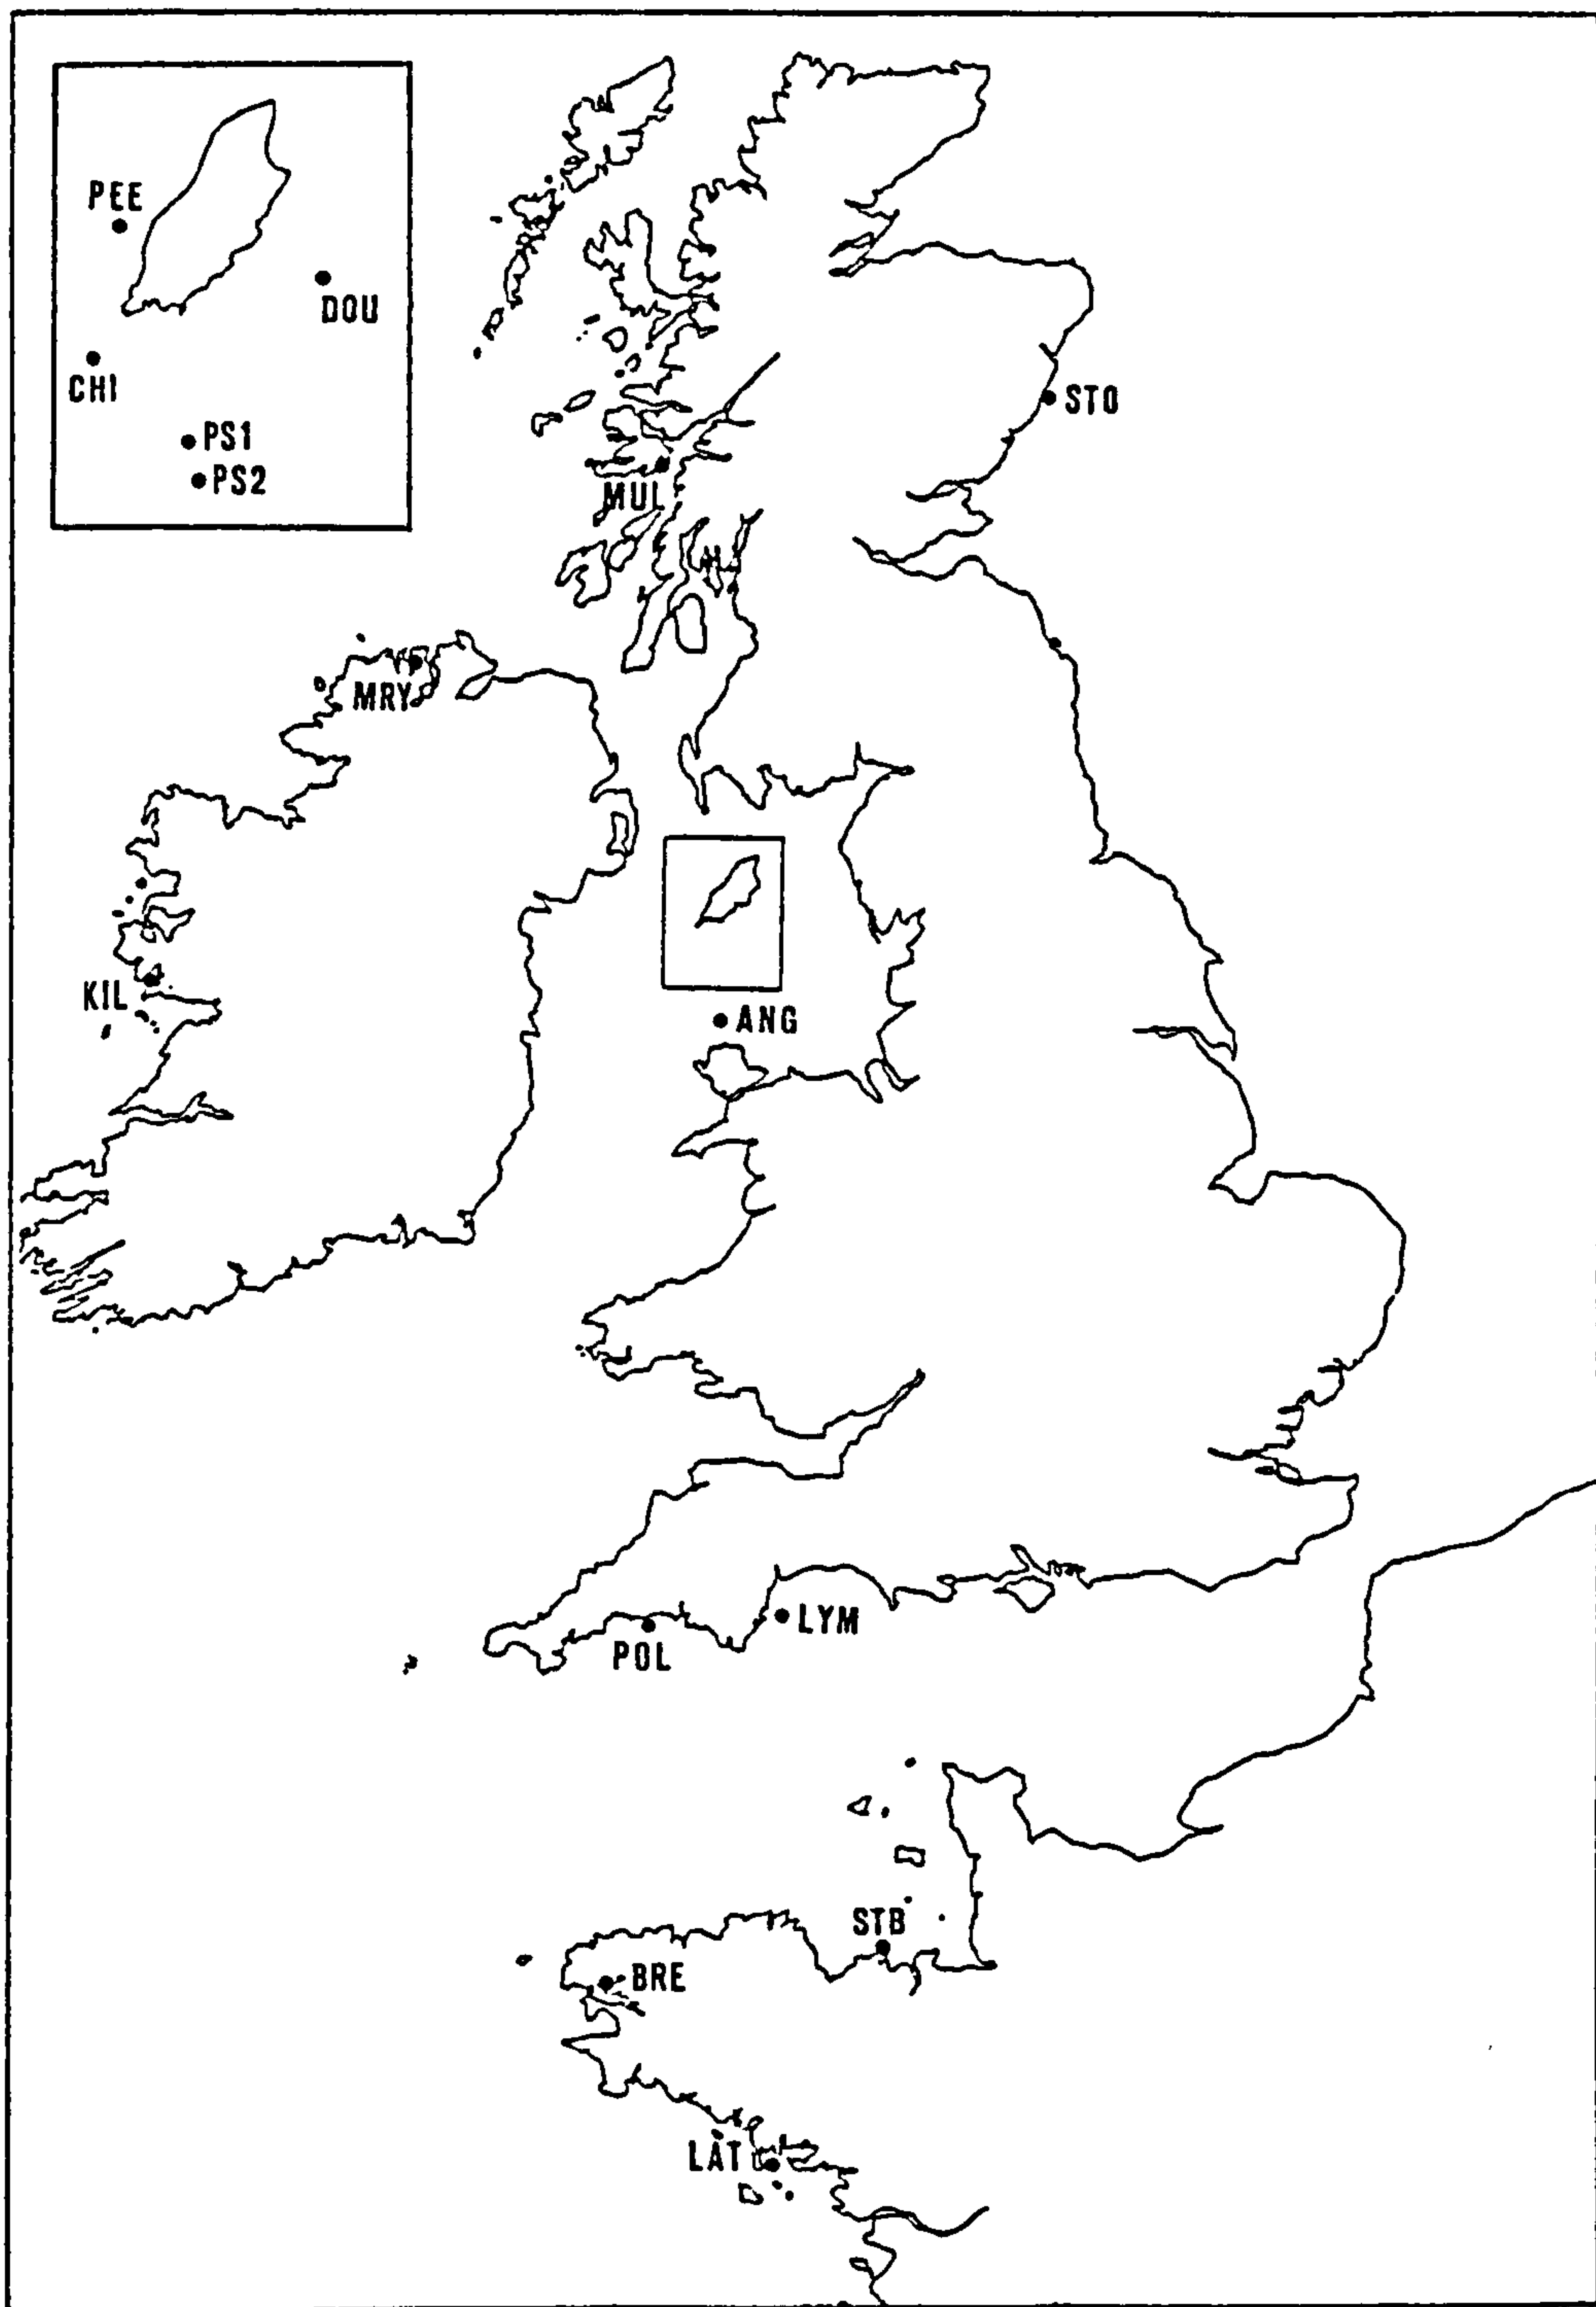 PEE
DOU
CHI
PS1
PS2
STO
MUL
MRY
KIL
ANG
LYM
POL
STB
BRE
LAT